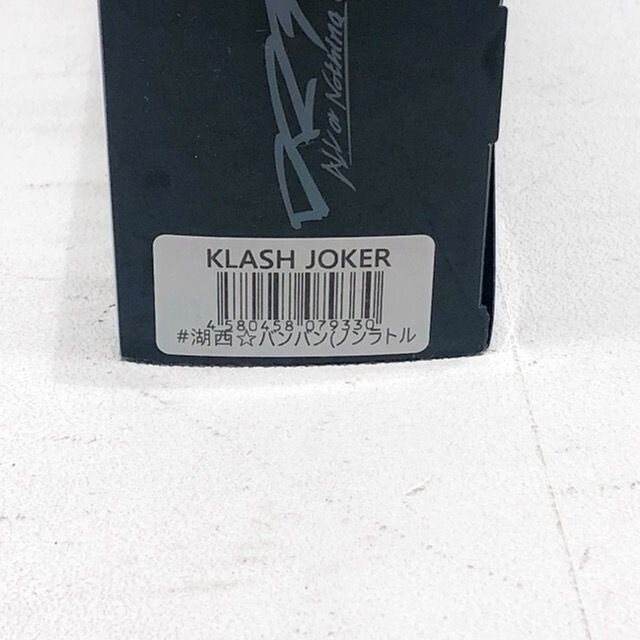 All or Nothing
KLASH JOKER
4 580458 079330
#湖西☆バンバン(ノンラトル